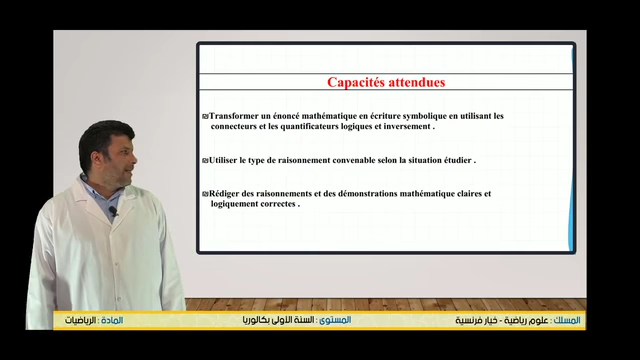 Capacités attendues
Transformer un énoncé mathématique en écriture symbolique en utilisant les
connecteurs et les quantificateurs logiques et inversement .
Utiliser le type de raisonnement convenable selon la situation étudier .
Rédiger des raisonnements et des démonstrations mathématique claires et
logiquement correctes .
المسلك : علوم رياضية - خيار فرنسية المستوى : السنة الأولى بكالوريا المادة : الرياضيات